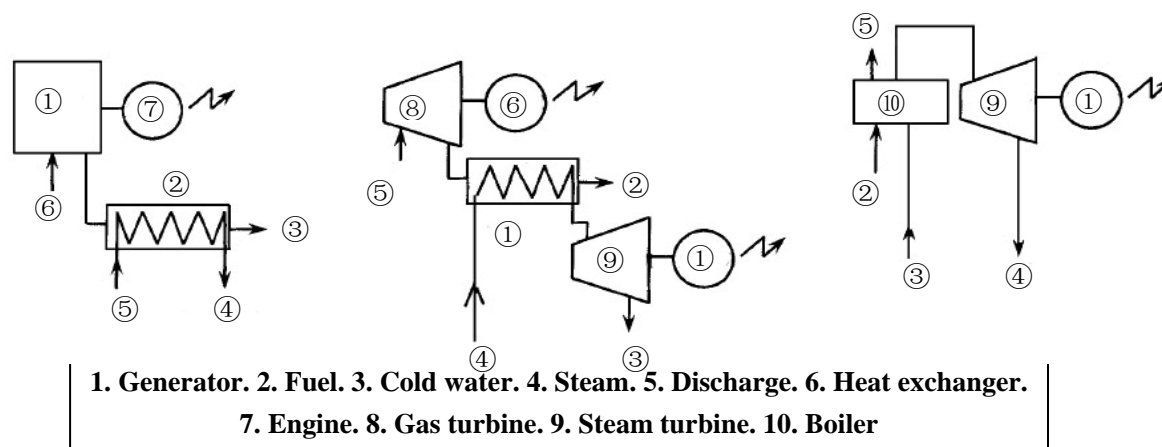 ⑤
① ⑦ ⑧ ⑥ ⑩ ⑨ ①
⑥ ② ⑤ ② ②
③ ① ⑨ ①
⑤ ④ ③ ④
④ ③
1. Generator. 2. Fuel. 3. Cold water. 4. Steam. 5. Discharge. 6. Heat exchanger.
7. Engine. 8. Gas turbine. 9. Steam turbine. 10. Boiler